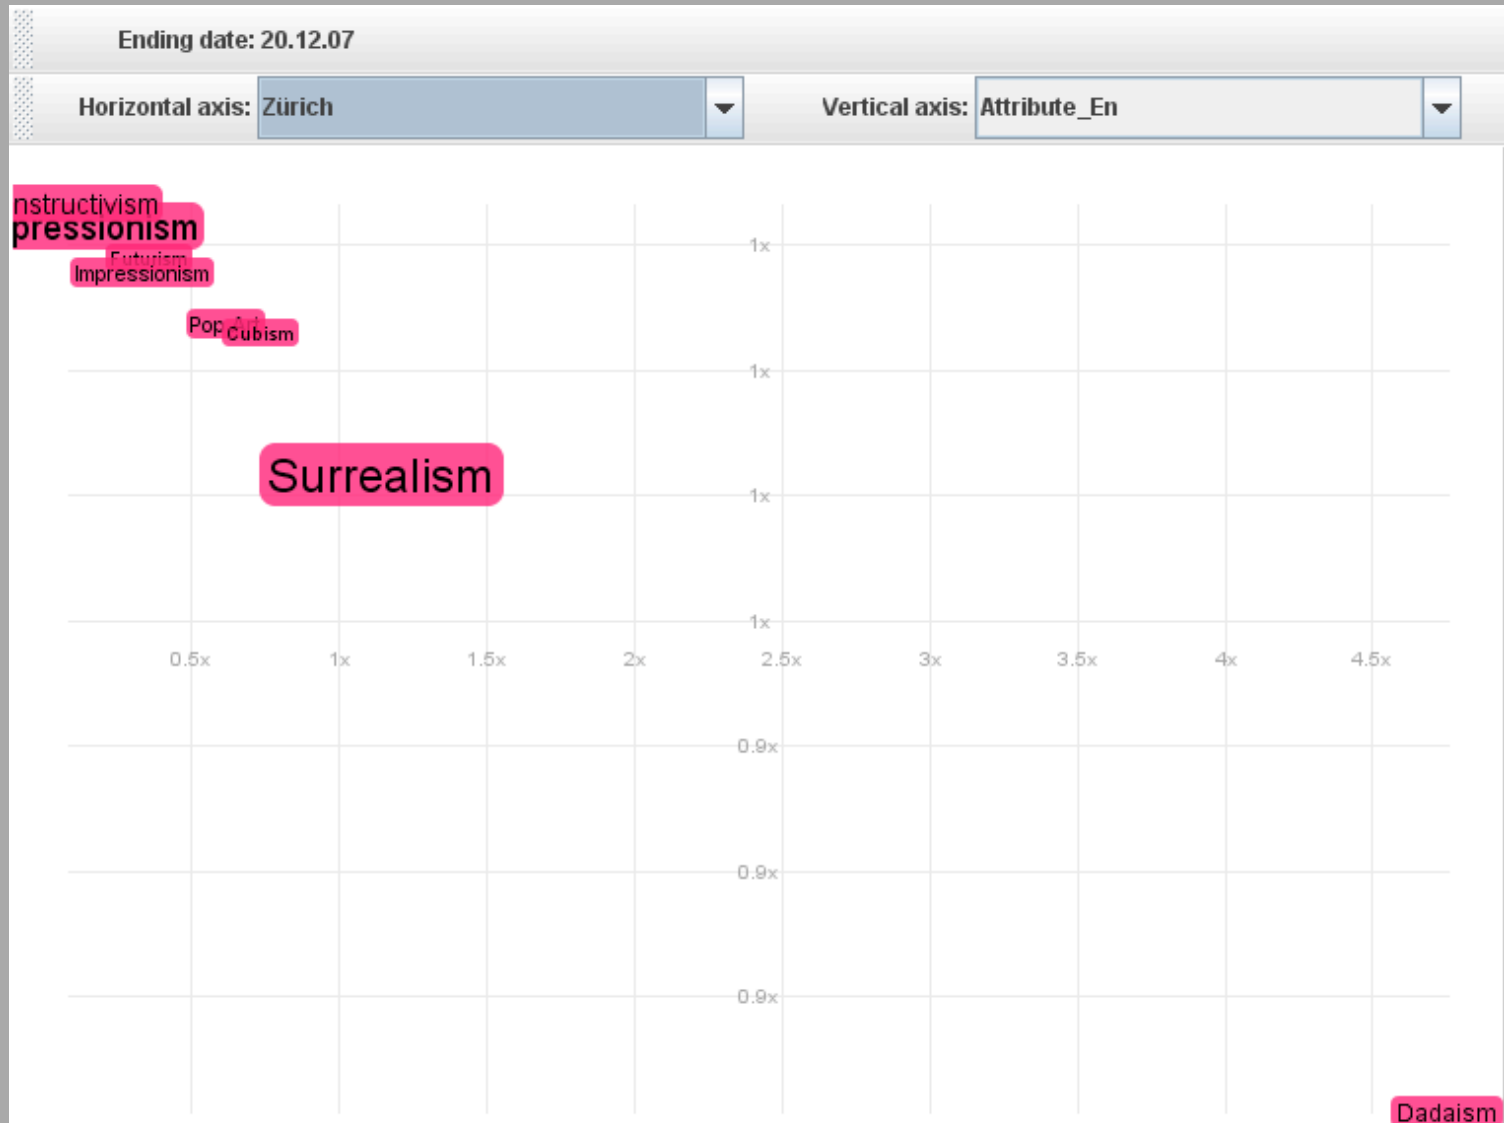 Ending date: 20.12.07
Horizontal axis: Zürich
Vertical axis: Attribute_En
nstructivism
pressionism
Futurism
Impressionism
Pop Art
Cubism
Surrealism
Dadaism
1x
1x
1x
1x
0.5x 1x 1.5x 2x 2.5x 3x 3.5x 4x 4.5x
0.9x
0.9x
0.9x